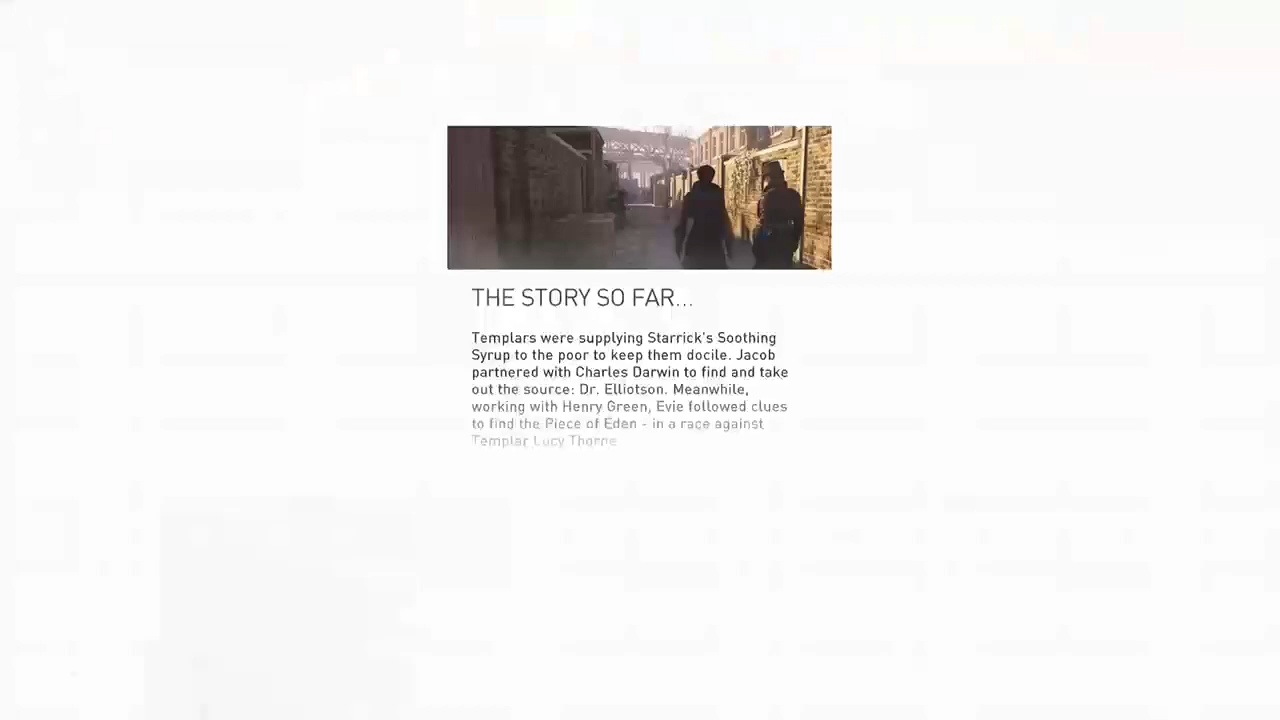 THE STORY SO FAR...
Templars were supplying Starrick's Soothing
Syrup to the poor to keep them docile. Jacob
partnered with Charles Darwin to find and take
out the source: Dr. Elliotson. Meanwhile,
working with Henry Green, Evie followed clues
to find the Piece of Eden - in a race against
Templar Lucy Thorne